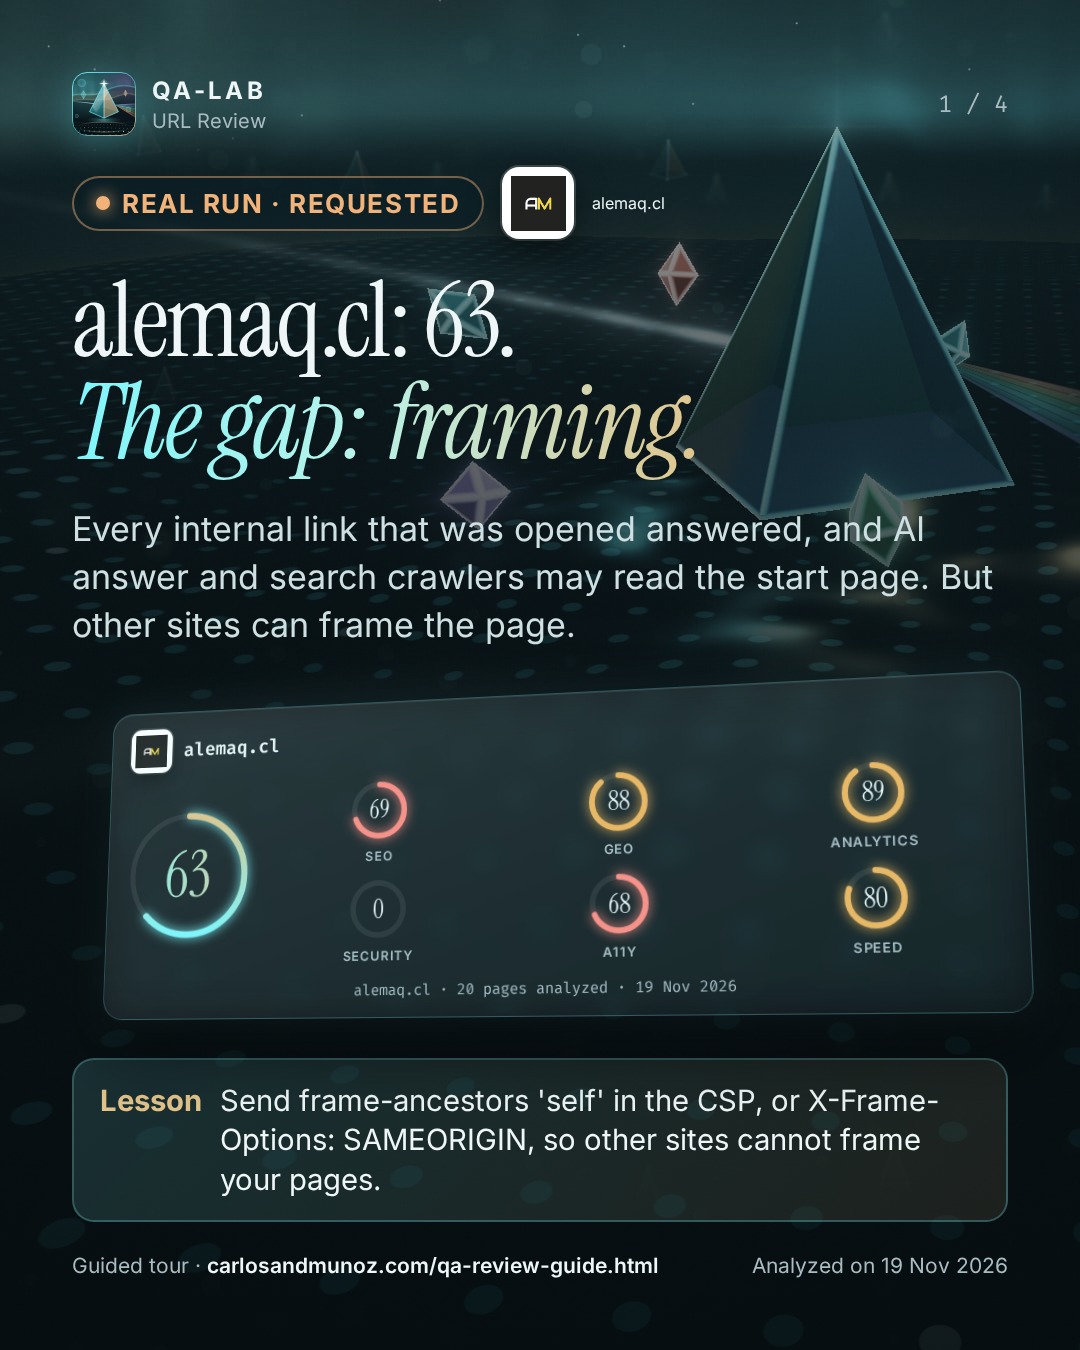 QA-LAB
URL Review
1 / 4
REAL RUN · REQUESTED
AM
alemaq.cl
alemaq.cl: 63.
The gap: framing.
Every internal link that was opened answered, and AI
answer and search crawlers may read the start page. But
other sites can frame the page.
AM
alemaq.cl
63
69
SEO
88
GEO
89
ANALYTICS
0
SECURITY
68
A11Y
80
SPEED
alemaq.cl · 20 pages analyzed · 19 Nov 2026
Lesson
Send frame-ancestors 'self' in the CSP, or X-Frame-
Options: SAMEORIGIN, so other sites cannot frame
your pages.
Guided tour · carlosandmunoz.com/qa-review-guide.html
Analyzed on 19 Nov 2026